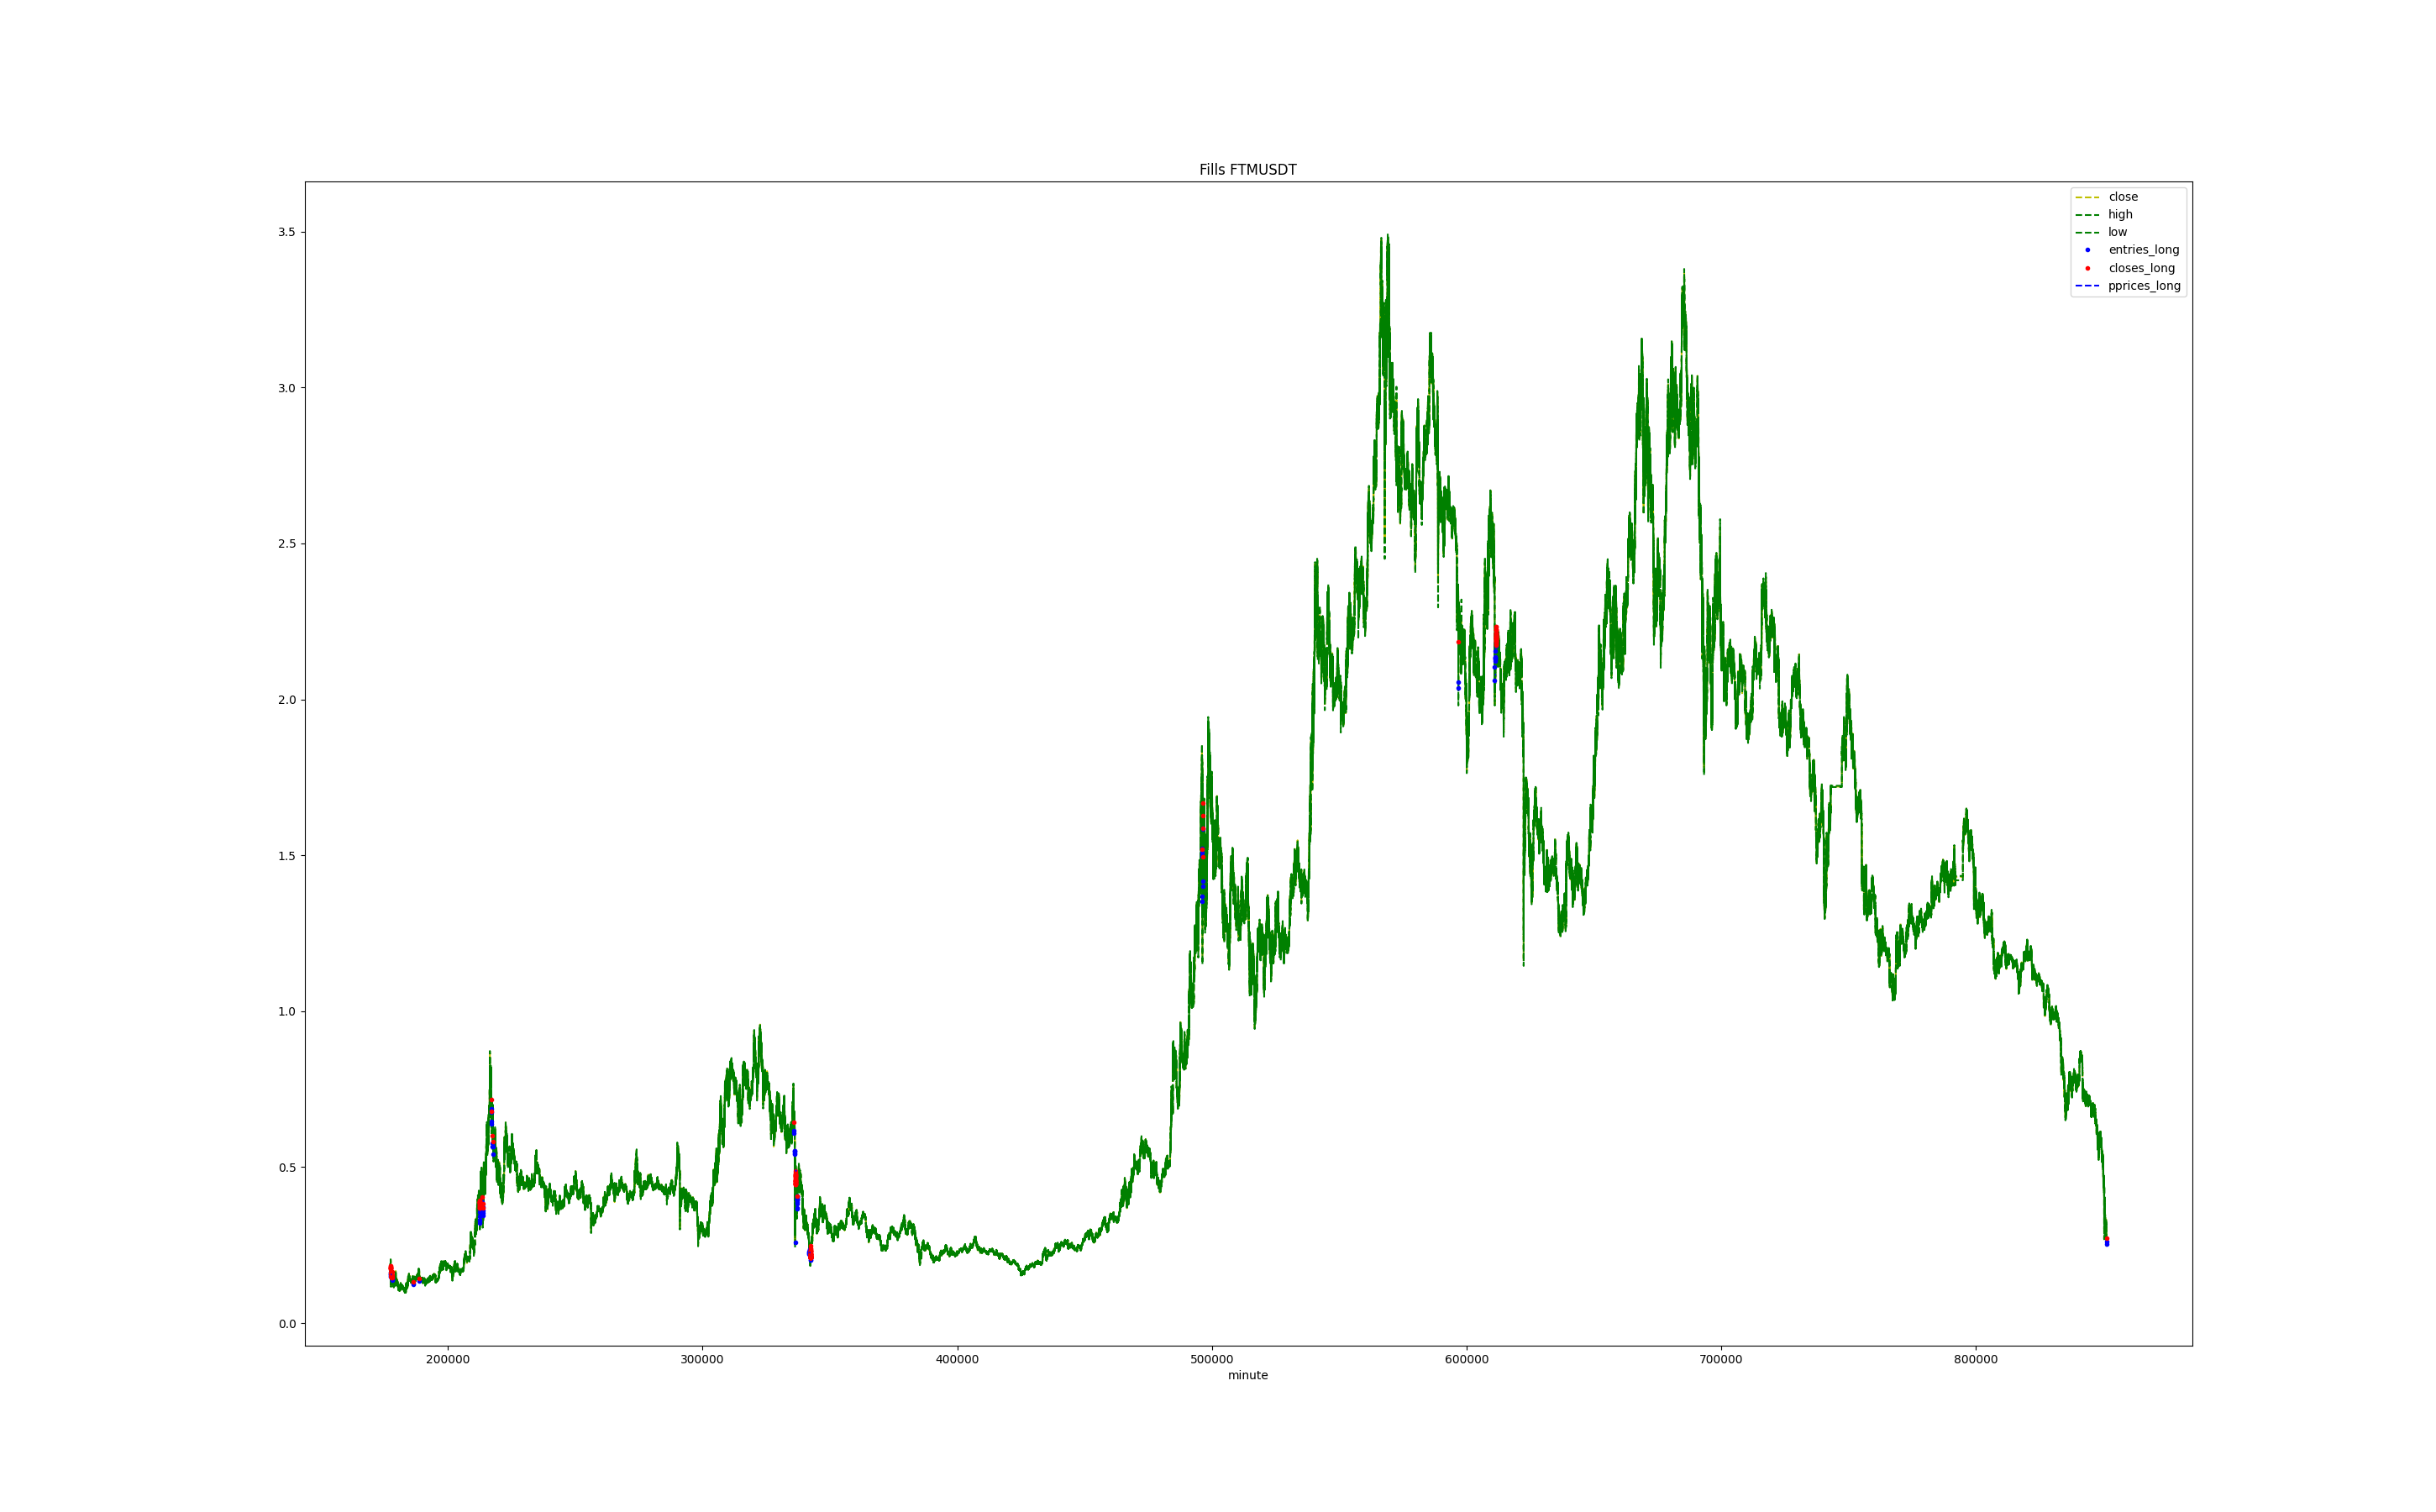 Fills FTMUSDT
close
high
low
entries_long
closes_long
pprices_long
3.5
3.0
2.5
2.0
1.5
1.0
0.5
0.0
200000 300000 400000 500000 600000 700000 800000
minute